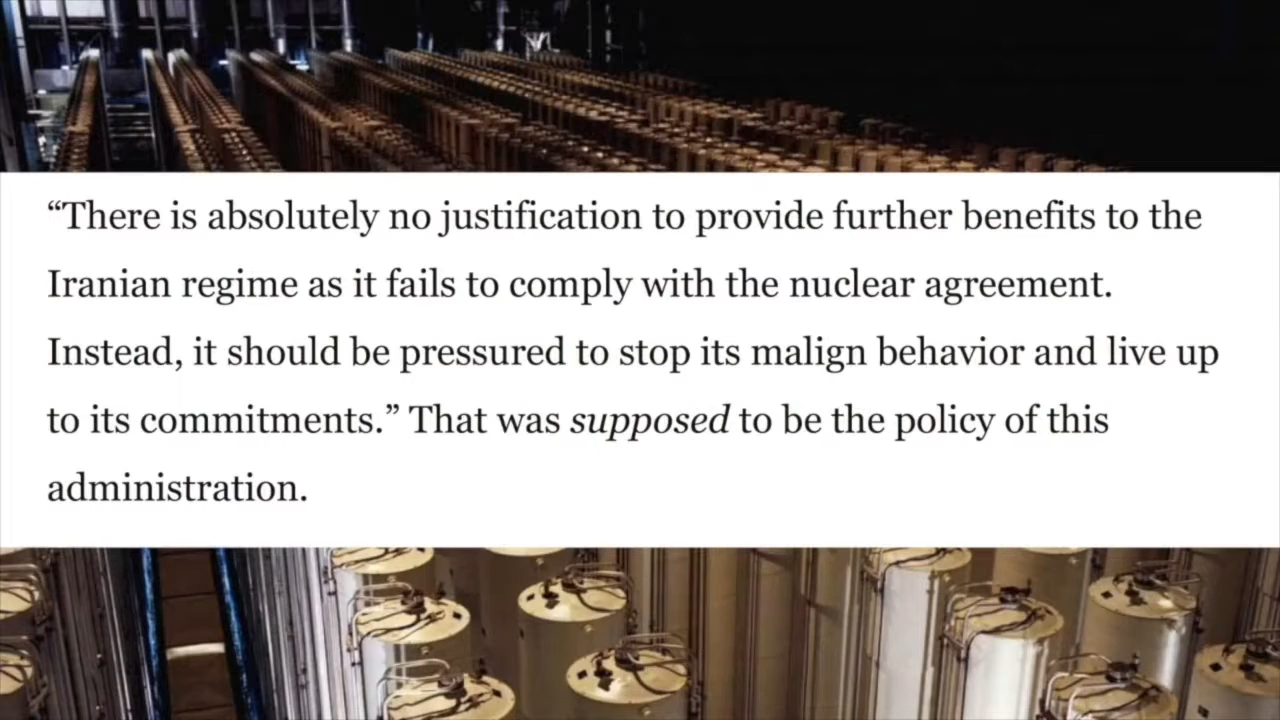 “There is absolutely no justification to provide further benefits to the
Iranian regime as it fails to comply with the nuclear agreement.
Instead, it should be pressured to stop its malign behavior and live up
to its commitments.” That was supposed to be the policy of this
administration.